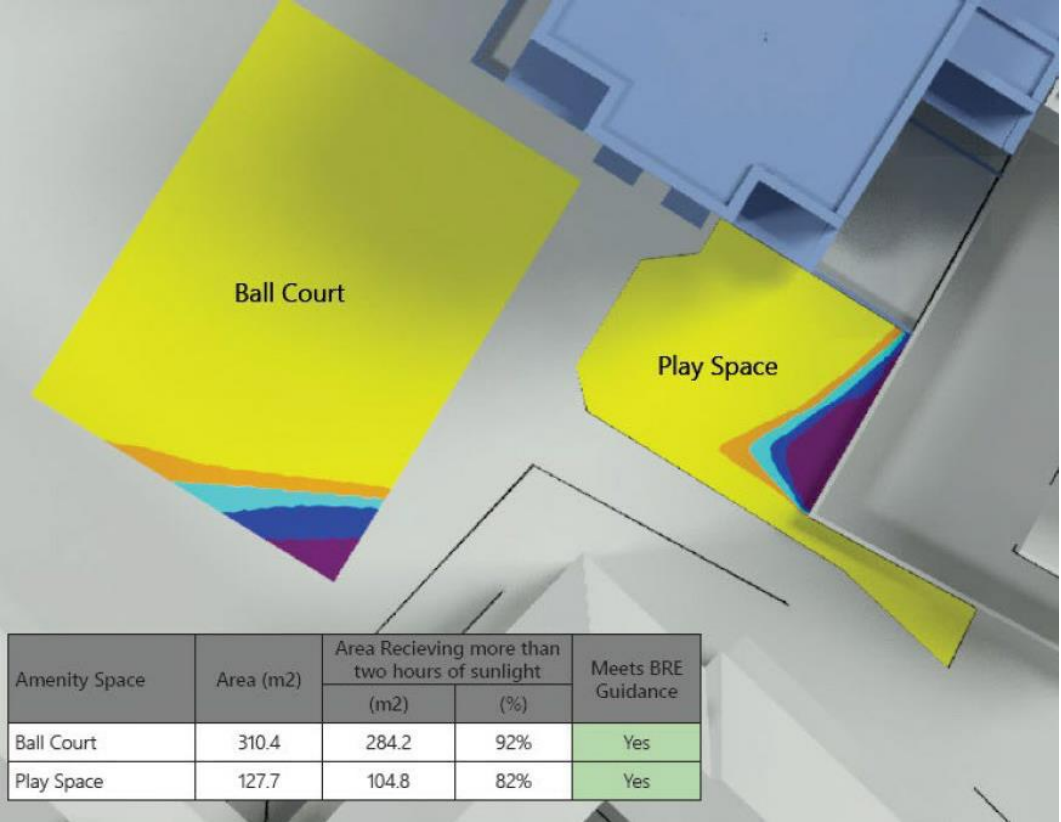 Ball Court
Play Space
Amenity Space
Area (m2)
Area Recieving more than
two hours of sunlight
Meets BRE
Guidance
(m2)
(%)
Ball Court 310.4 284.2 92% Yes
Play Space 127.7 104.8 82% Yes